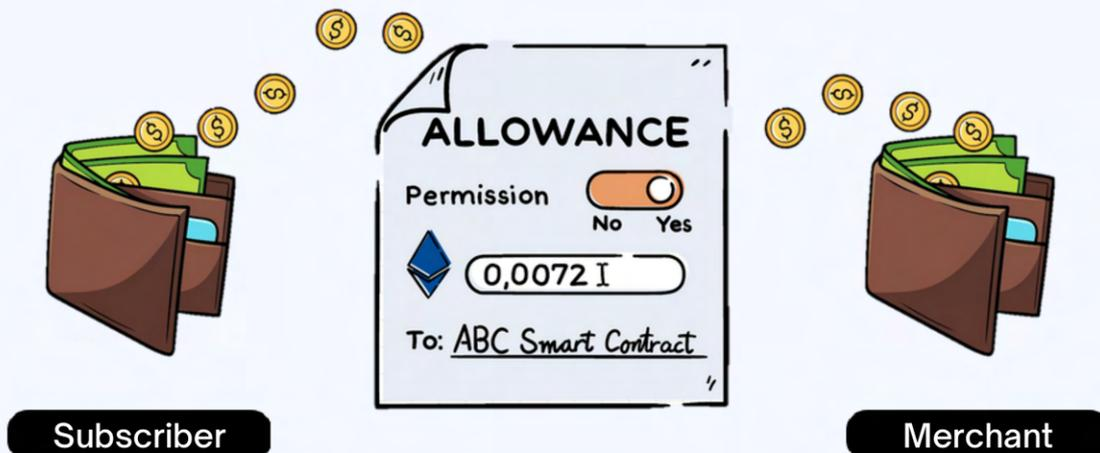 ALLOWANCE
Permission
No Yes
0,0072
To: ABC Smart Contract
Subscriber
Merchant